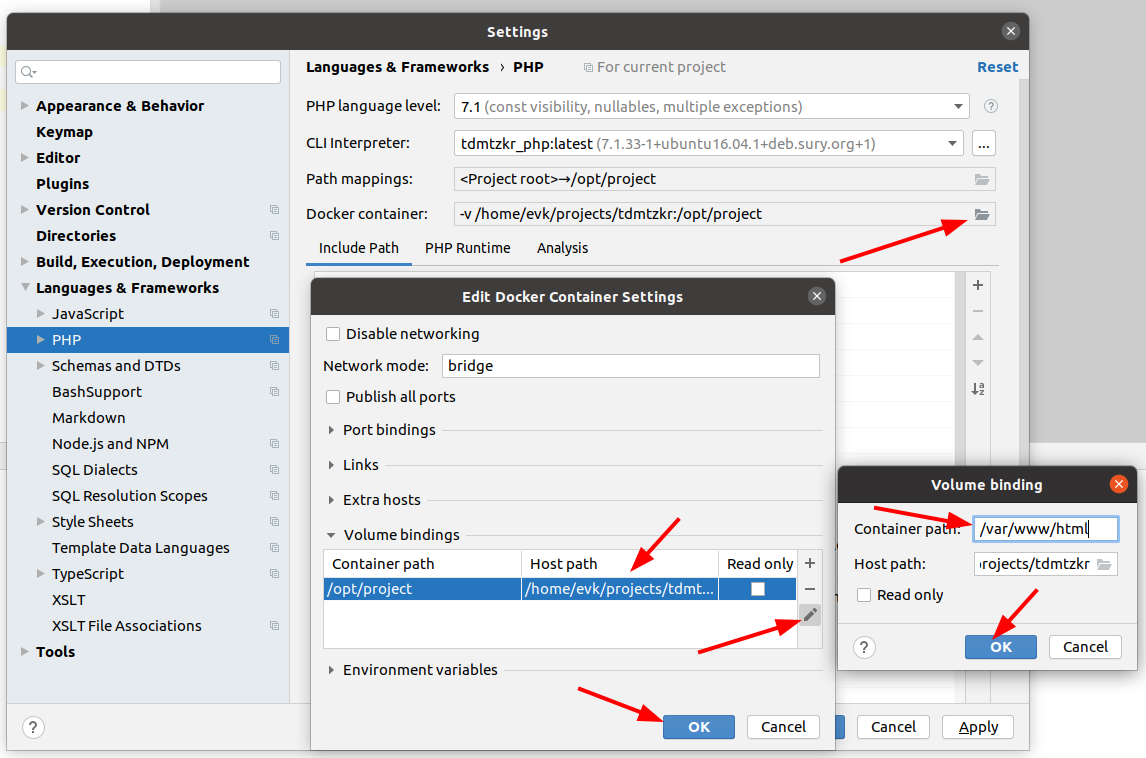 Settings
Languages & Frameworks › PHP For current project Reset
Appearance & Behavior
Keymap
Editor
Plugins
Version Control
Directories
Build, Execution, Deployment
Languages & Frameworks
JavaScript
PHP
Schemas and DTDs
BashSupport
Markdown
Node.js and NPM
SQL Dialects
SQL Resolution Scopes
Style Sheets
Template Data Languages
TypeScript
XSLT
XSLT File Associations
Tools
?
PHP language level: 7.1 (const visibility, nullables, multiple exceptions) ?
CLI Interpreter: tdmtzkr_php:latest (7.1.33-1+ubuntu16.04.1+deb.sury.org+1) ...
Path mappings: <Project root>→/opt/project
Docker container: -v /home/evk/projects/tdmtzkr:/opt/project
Include Path PHP Runtime Analysis
Edit Docker Container Settings
Disable networking
Network mode: bridge
Publish all ports
Port bindings
Links
Extra hosts
Volume bindings
Container path Host path Read only
/opt/project /home/evk/projects/tdmt...
Environment variables
OK Cancel
Volume binding
Container path: /var/www/html
Host path: rojects/tdmtzkr
Read only
? OK Cancel
Cancel Apply